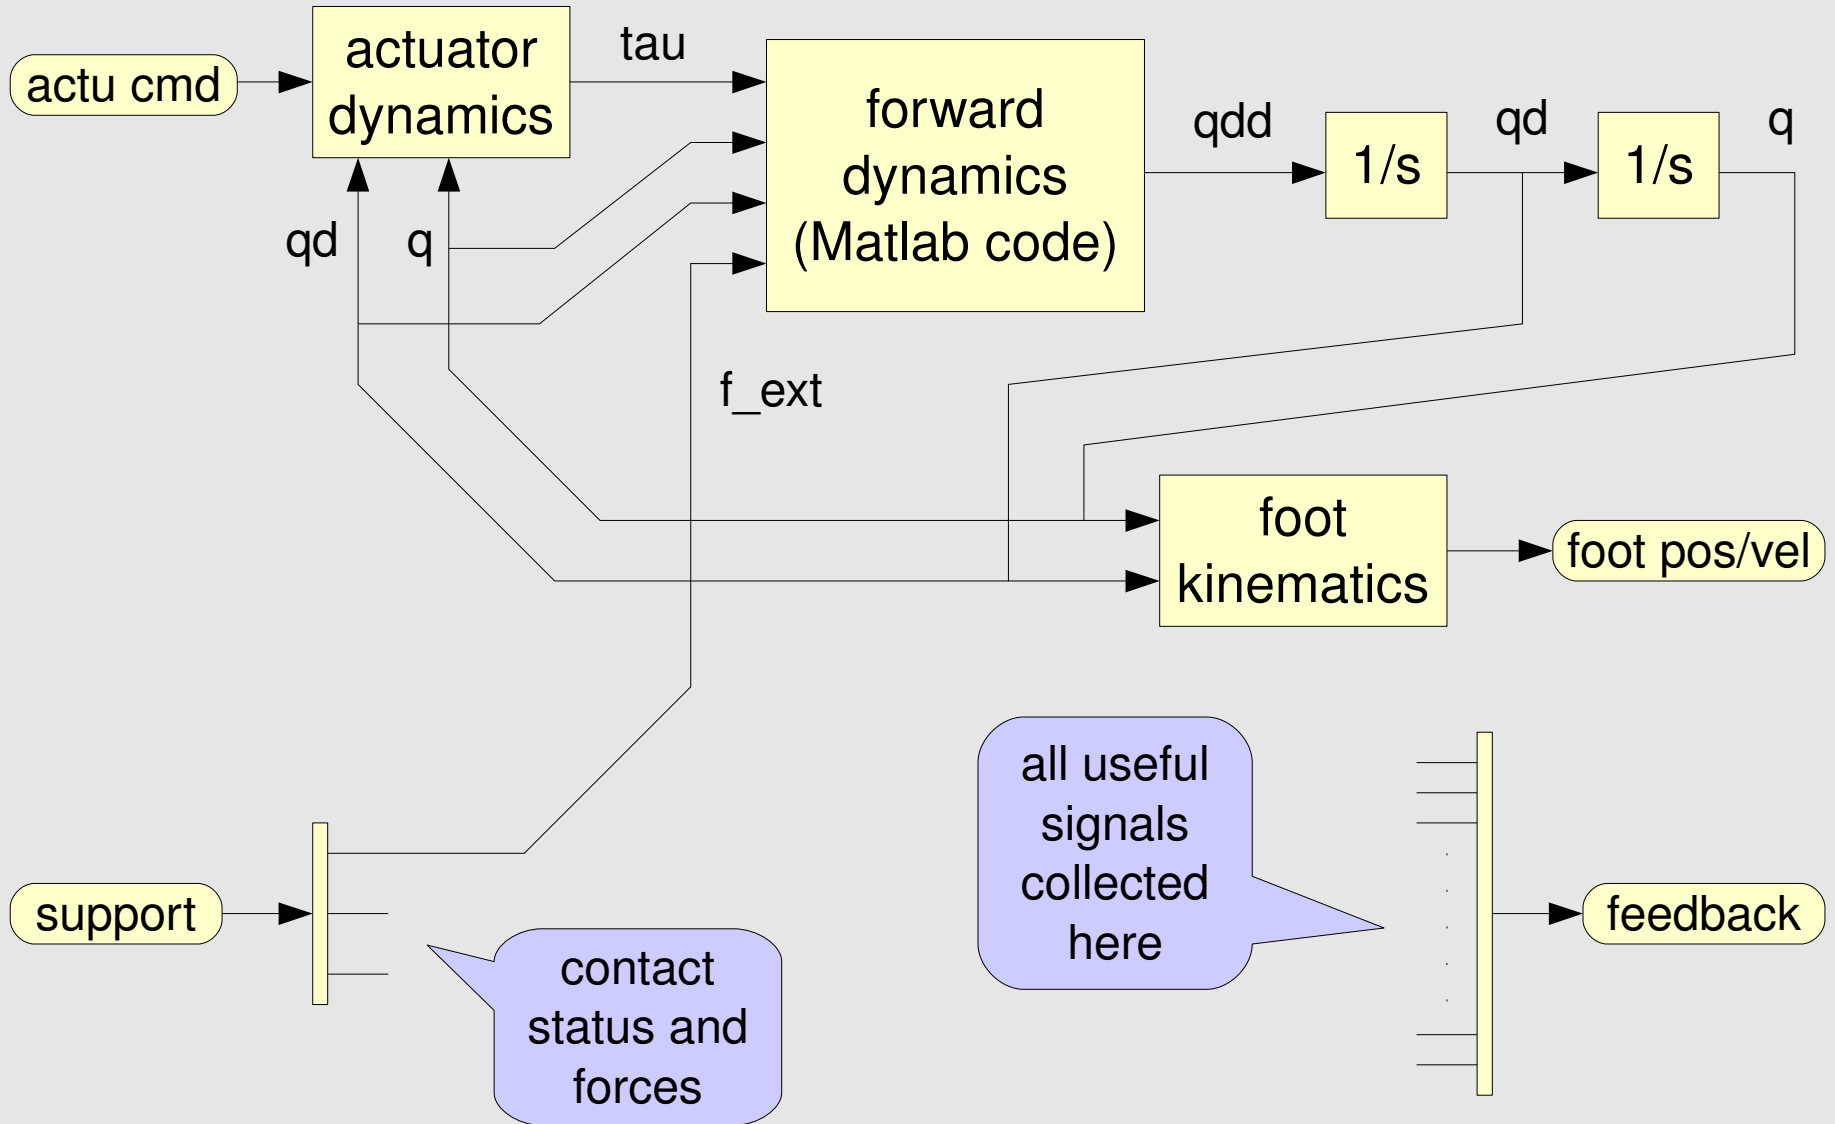 actu cmd
actuator
dynamics
tau
forward
dynamics
(Matlab code)
qdd
1/s
qd
1/s
q
qd
q
f_ext
foot
kinematics
foot pos/vel
support
contact
status and
forces
all useful
signals
collected
here
feedback